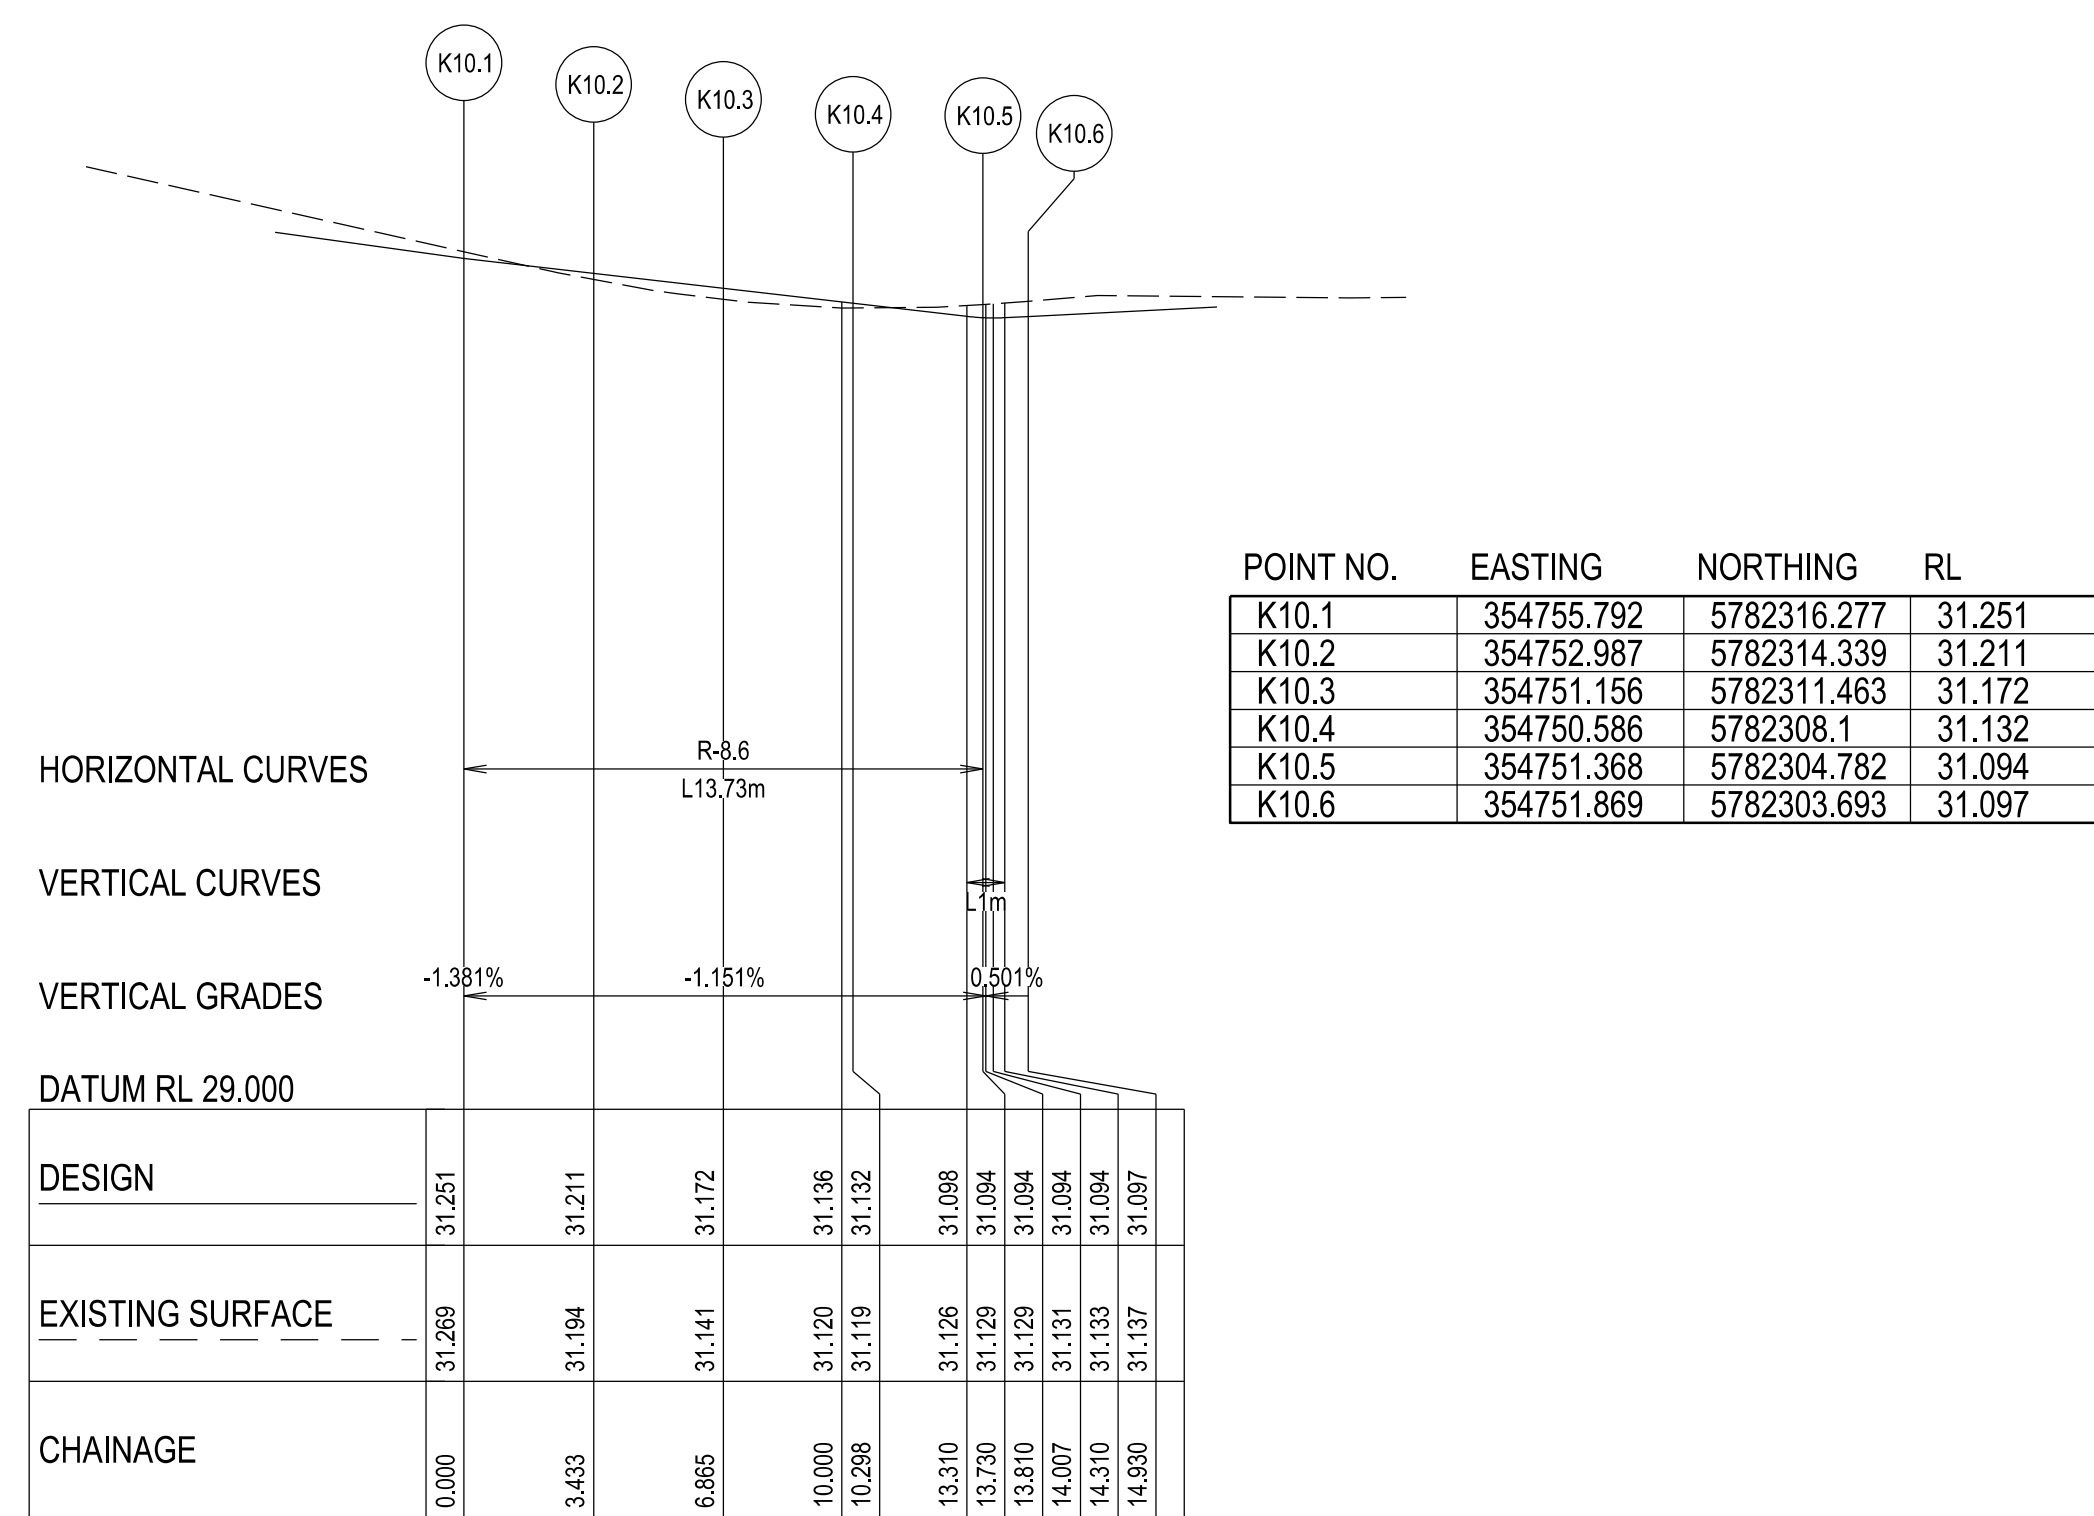 K10.1
K10.2
K10.3
K10.4
K10.5
K10.6
POINT NO. EASTING NORTHING RL
K10.1 354755.792 5782316.277 31.251
K10.2 354752.987 5782314.339 31.211
K10.3 354751.156 5782311.463 31.172
K10.4 354750.586 5782308.1 31.132
K10.5 354751.368 5782304.782 31.094
K10.6 354751.869 5782303.693 31.097
HORIZONTAL CURVES
R-8.6
L13.73m
VERTICAL CURVES
L1m
VERTICAL GRADES
-1.381% -1.151% 0.501%
DATUM RL 29.000
DESIGN 31.251 31.211 31.172 31.136 31.132 31.098 31.094 31.094 31.094 31.094 31.097
EXISTING SURFACE 31.269 31.194 31.141 31.120 31.119 31.126 31.129 31.129 31.131 31.133 31.137
CHAINAGE 0.000 3.433 6.865 10.000 10.298 13.310 13.730 13.810 14.007 14.310 14.930